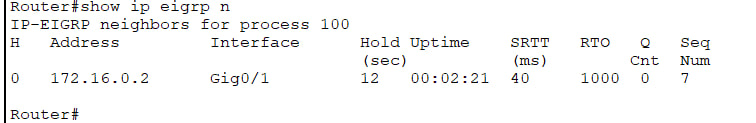 Router#show ip eigrp n
IP-EIGRP neighbors for process 100
H   Address         Interface      Hold Uptime    SRTT   RTO   Q   Seq
                                   (sec)          (ms)        Cnt  Num
0   172.16.0.2      Gig0/1         12   00:02:21  40     1000  0   7
Router#